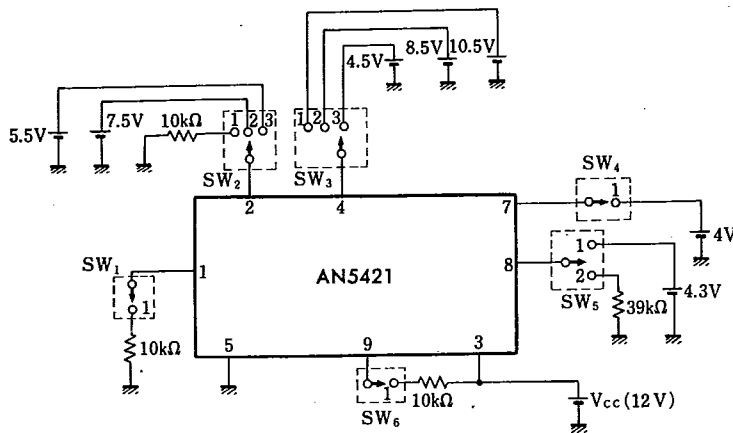 8.5V 10.5V
4.5V
5.5V 7.5V 10kΩ 1 2 3 1 2 3
SW₂ SW₃
2 4 7 SW₄ 1
4V
SW₁ 1 AN5421 8 1
2 4.3V
SW₅
1 39kΩ
10kΩ 5 9 3
1 10kΩ V_CC(12V)
SW₆